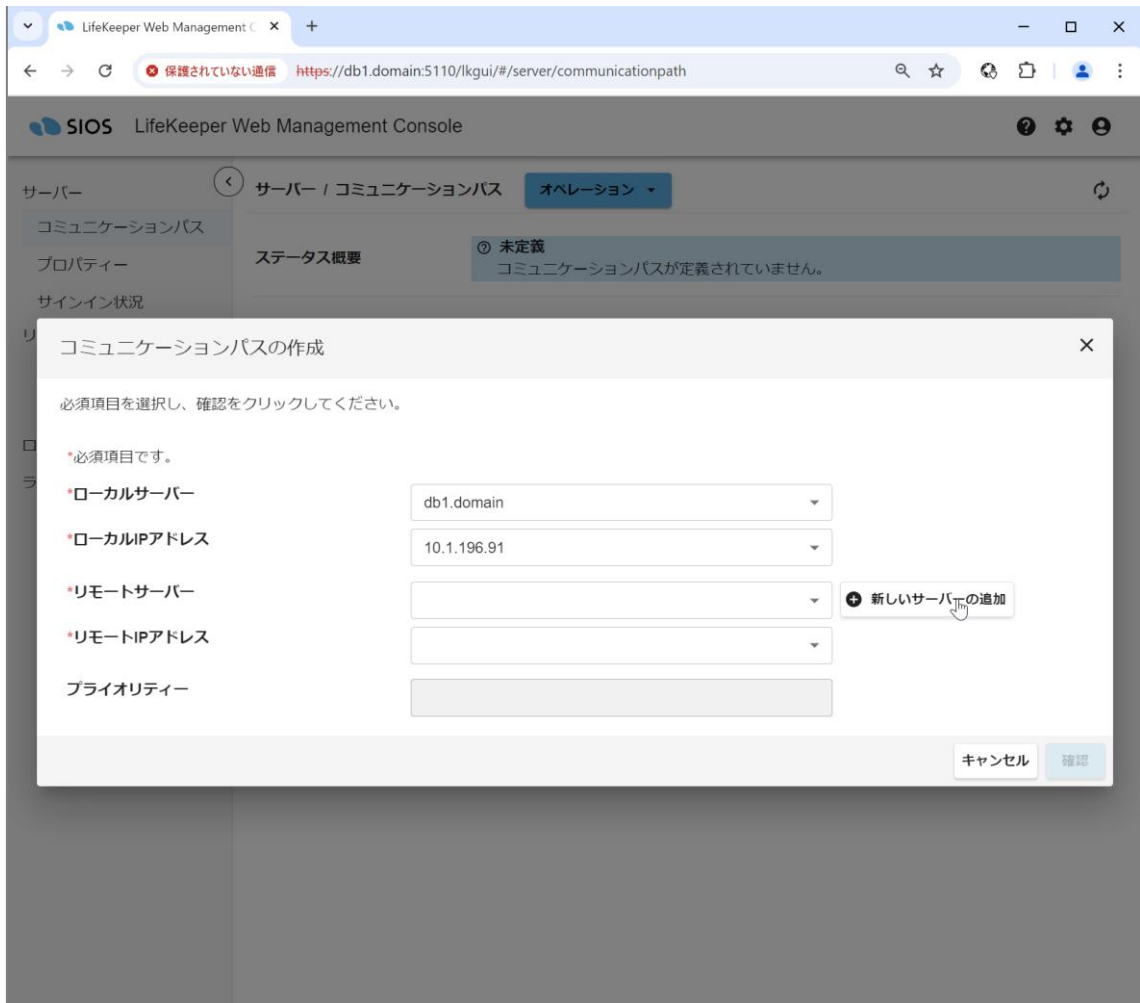 LifeKeeper Web Management C
保護されていない通信 https://db1.domain:5110/lkgui/#/server/communicationpath
SIOS LifeKeeper Web Management Console
サーバー
コミュニケーションパス
プロパティー
サインイン状況
リ
ロ
ラ
サーバー / コミュニケーションパス オペレーション
ステータス概要
未定義
コミュニケーションパスが定義されていません。
コミュニケーションパスの作成
必須項目を選択し、確認をクリックしてください。
*必須項目です。
*ローカルサーバー db1.domain
*ローカルIPアドレス 10.1.196.91
*リモートサーバー 新しいサーバーの追加
*リモートIPアドレス
プライオリティー
キャンセル 確認